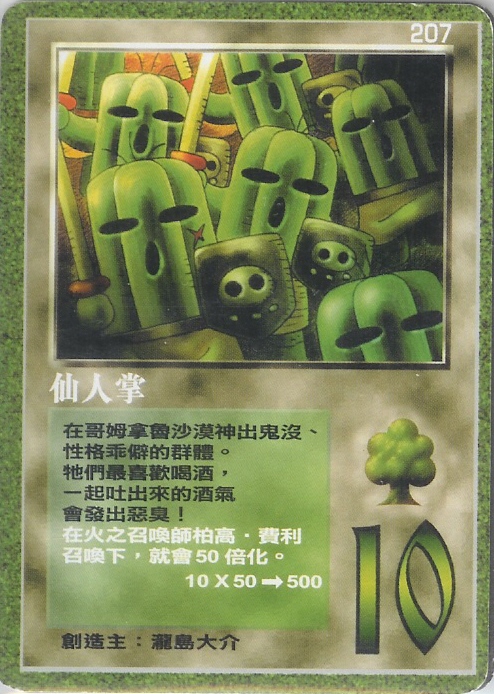 207
仙人掌
在哥姆拿魯沙漠神出鬼沒、
性格乖僻的群體。
牠們最喜歡喝酒，
一起吐出來的酒氣
會發出惡臭！
在火之召喚師柏高．費利
召喚下，就會50倍化。
10 X 50 ➡ 500
10
創造主：瀧島大介